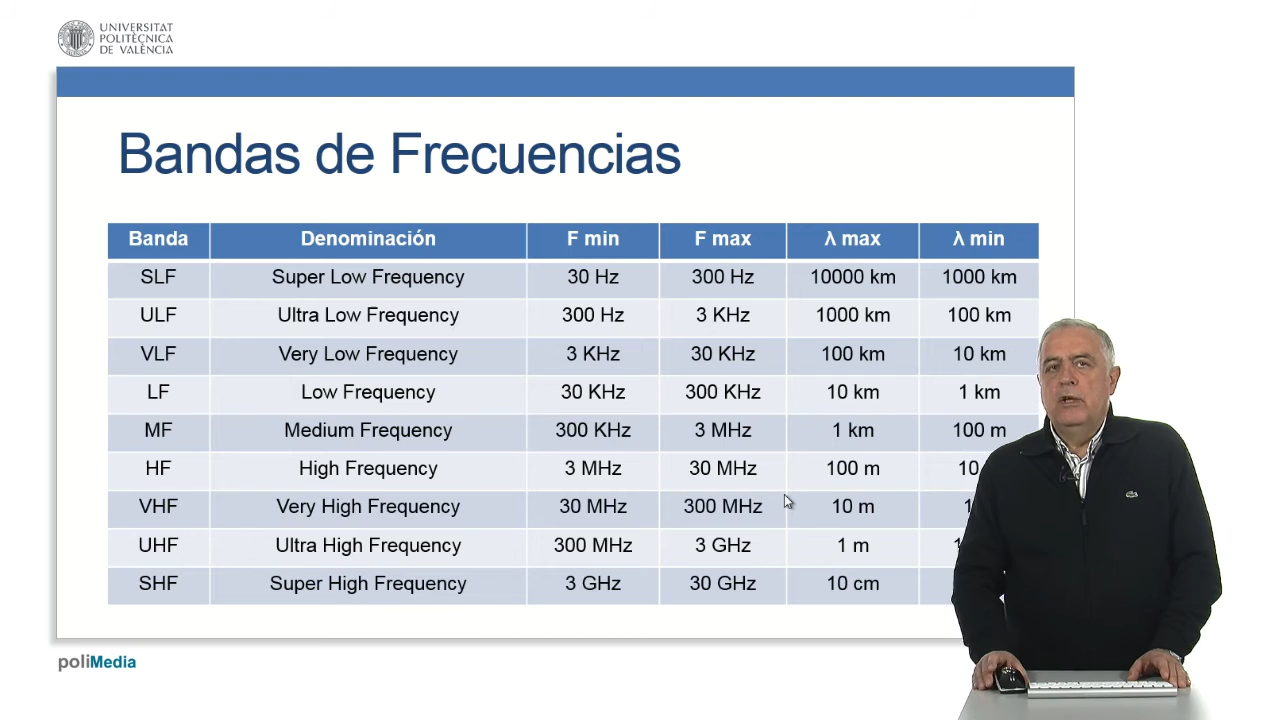 UNIVERSITAT
POLITÈCNICA
DE VALÈNCIA
Bandas de Frecuencias
Banda Denominación F min F max λ max λ min
SLF Super Low Frequency 30 Hz 300 Hz 10000 km 1000 km
ULF Ultra Low Frequency 300 Hz 3 KHz 1000 km 100 km
VLF Very Low Frequency 3 KHz 30 KHz 100 km 10 km
LF Low Frequency 30 KHz 300 KHz 10 km 1 km
MF Medium Frequency 300 KHz 3 MHz 1 km 100 m
HF High Frequency 3 MHz 30 MHz 100 m 10
VHF Very High Frequency 30 MHz 300 MHz 10 m
UHF Ultra High Frequency 300 MHz 3 GHz 1 m
SHF Super High Frequency 3 GHz 30 GHz 10 cm
poliMedia